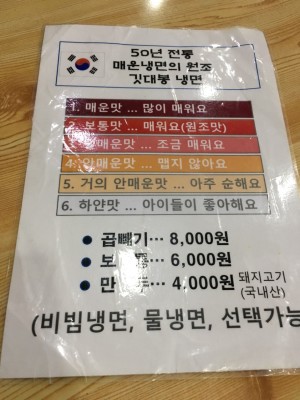 50년 전통
매운냉면의 원조
깃대봉 냉면
1. 매운맛 ... 많이 매워요
2. 보통맛 ... 매워요(원조맛)
매운맛 ... 조금 매워요
4. 안매운맛 ... 맵지 않아요
5. 거의 안매운맛 ... 아주 순해요
6. 하얀맛 ... 아이들이 좋아해요
● 곱빼기… 8,000원
● 보 통… 6,000원
● 만 두… 4,000원 돼지고기
(국내산)
(비빔냉면, 물냉면, 선택가능